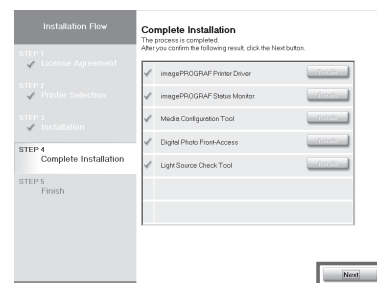 Installation Flow
STEP 1
License Agreement
STEP 2
Printer Selection
STEP 3
Installation
STEP 4
Complete Installation
STEP 5
Finish
Complete Installation
The process is completed.
After you confirm the following result, click the Next button.
imagePROGRAF Printer Driver
imagePROGRAF Status Monitor
Media Configuration Tool
Digital Photo Front-Access
Light Source Check Tool
Next